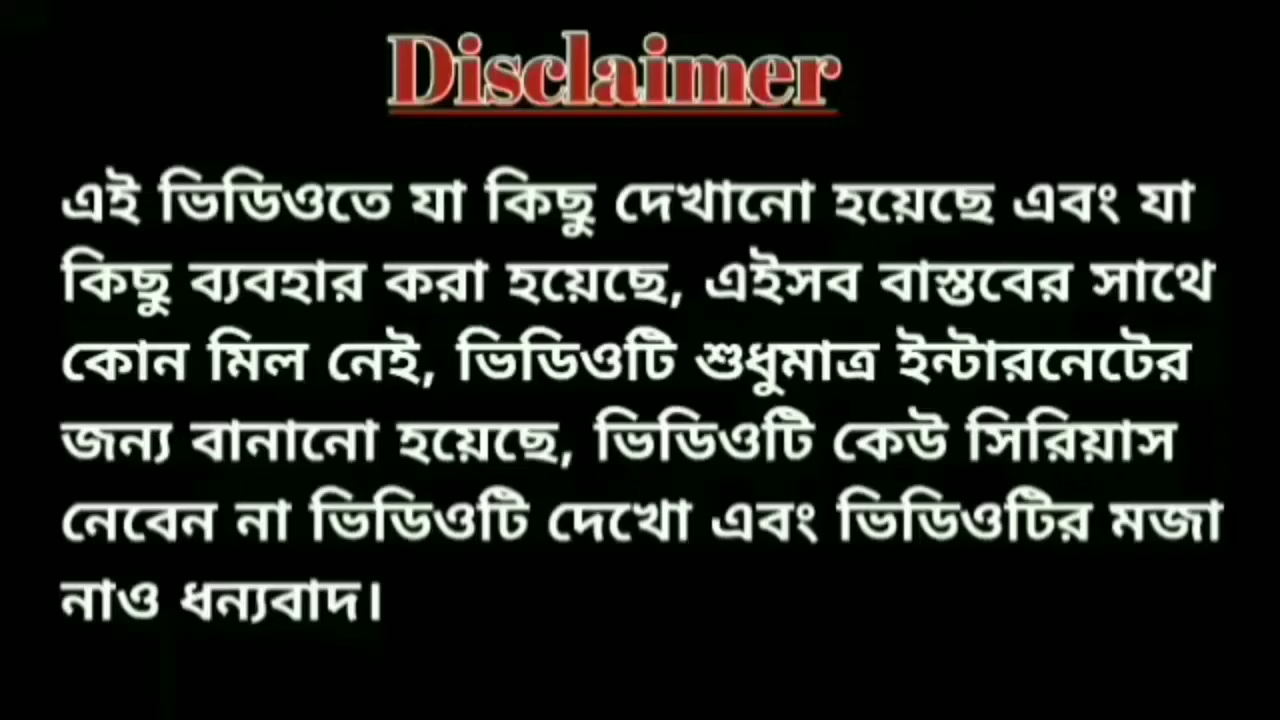 Disclaimer
এই ভিডিওতে যা কিছু দেখানো হয়েছে এবং যা
কিছু ব্যবহার করা হয়েছে, এইসব বাস্তবের সাথে
কোন মিল নেই, ভিডিওটি শুধুমাত্র ইন্টারনেটের
জন্য বানানো হয়েছে, ভিডিওটি কেউ সিরিয়াস
নেবেন না ভিডিওটি দেখো এবং ভিডিওটির মজা
নাও ধন্যবাদ।